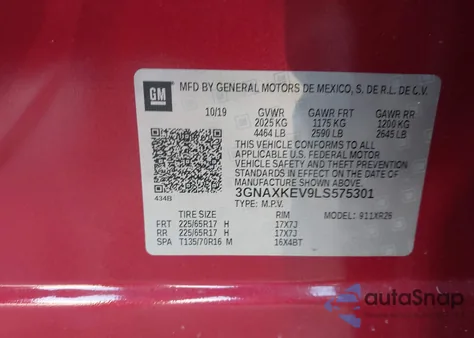 GM
MFD BY GENERAL MOTORS DE MEXICO, S. DE R.L. DE C.V.
10/19 GVWR GAWR FRT GAWR RR
2025 KG 1175 KG 1200 KG
4464 LB 2590 LB 2645 LB
THIS VEHICLE CONFORMS TO ALL
APPLICABLE U.S. FEDERAL MOTOR
VEHICLE SAFETY AND THEFT PREVENTION
STANDARDS IN EFFECT ON THE DATE OF
MANUFACTURE SHOWN ABOVE.
434B 3GNAXKEV9LS575301
TYPE: M.P.V. MODEL: 911XR26
TIRE SIZE RIM
FRT 225/65R17 H 17X7J
RR 225/65R17 H 17X7J
SPA T135/70R16 M 16X4BT
autoSnap